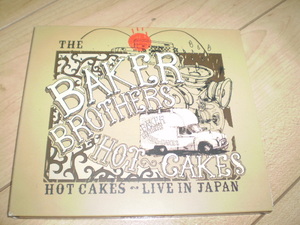 THE
BAKER
BROTHERS
HOT CAKES
HOT CAKES ~ LIVE IN JAPAN